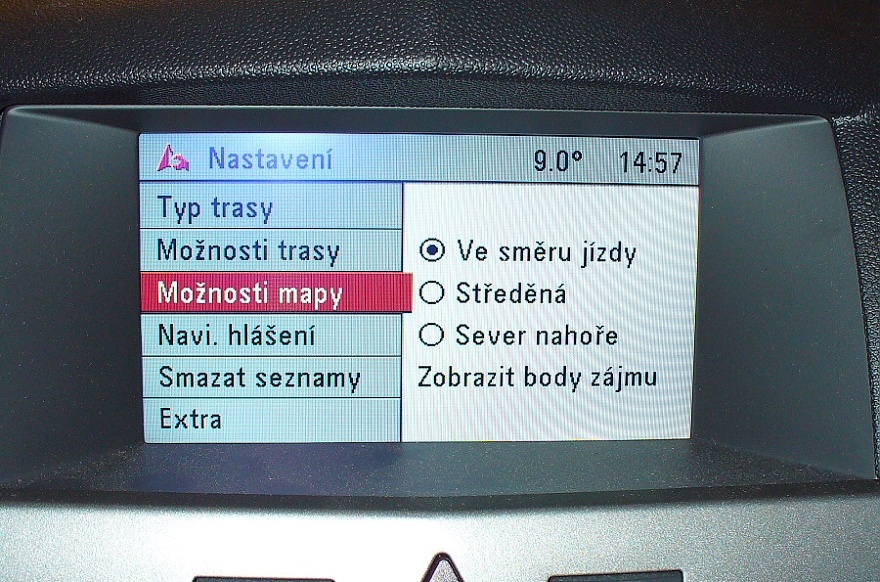 Nastavení 9.0° 14:57
Typ trasy
Možnosti trasy
Možnosti mapy
Navi. hlášení
Smazat seznamy
Extra
Ve směru jízdy
Středěná
Sever nahoře
Zobrazit body zájmu